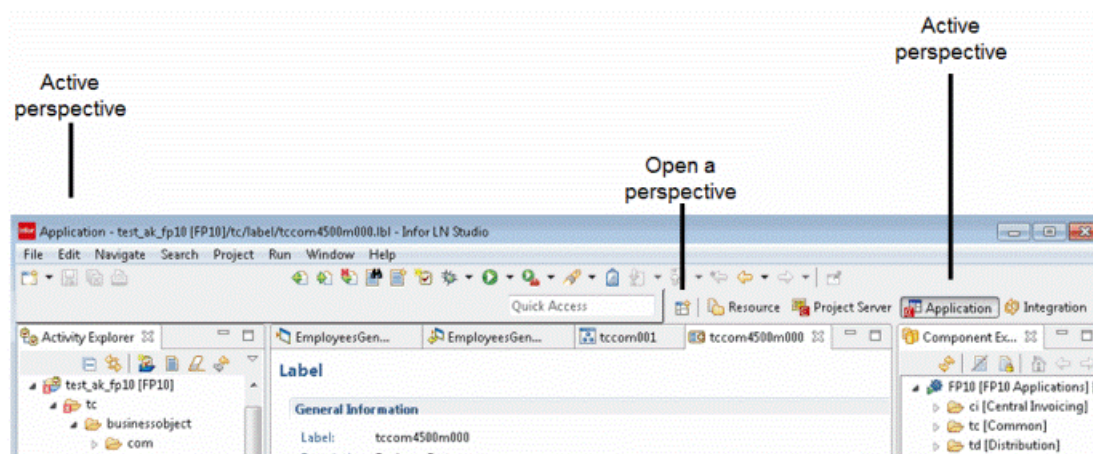 Active
perspective
Active
perspective
Open a
perspective
Application - test_ak_fp10 [FP10]/tc/label/tccom4500m000.lbl - Infor LN Studio
File Edit Navigate Search Project Run Window Help
Quick Access
Resource Project Server Application Integration
Activity Explorer
EmployeesGen... EmployeesGen... tccom001 tccom4500m000
Component Ex...
test_ak_fp10 [FP10]
tc
businessobject
com
Label
General Information
Label: tccom4500m000
FP10 [FP10 Applications]
ci [Central Invoicing]
tc [Common]
td [Distribution]